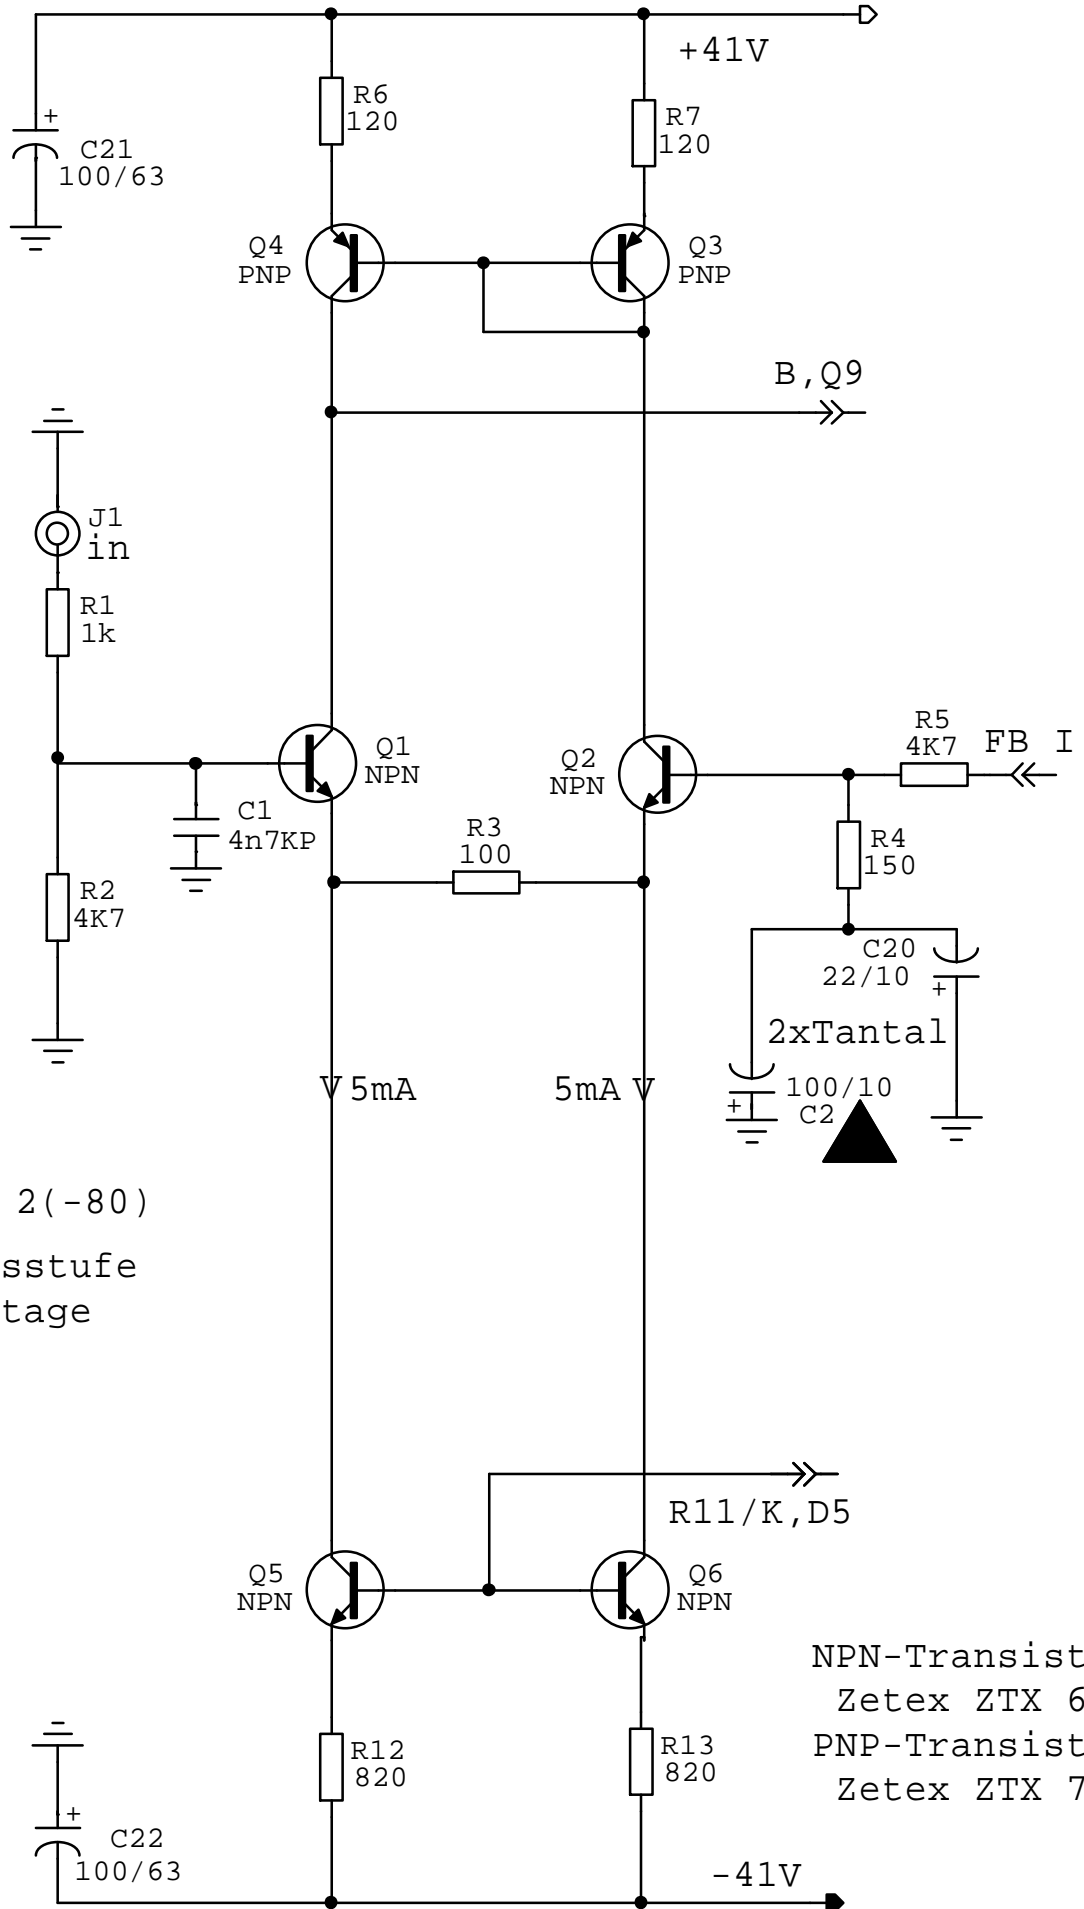 +41V
R6
120
R7
120
+
C21
100/63
Q4
PNP
Q3
PNP
B,Q9
J1
in
R1
1k
Q1
NPN
Q2
NPN
R5
4K7
FB I
C1
4n7KP
R3
100
R4
150
R2
4K7
C20
22/10
+
2xTantal
V 5mA
5mA V
100/10
+
C2
2(-80)
sstufe
tage
R11/K,D5
Q5
NPN
Q6
NPN
NPN-Transist
Zetex ZTX 6
PNP-Transist
Zetex ZTX 7
R12
820
R13
820
+
C22
100/63
-41V